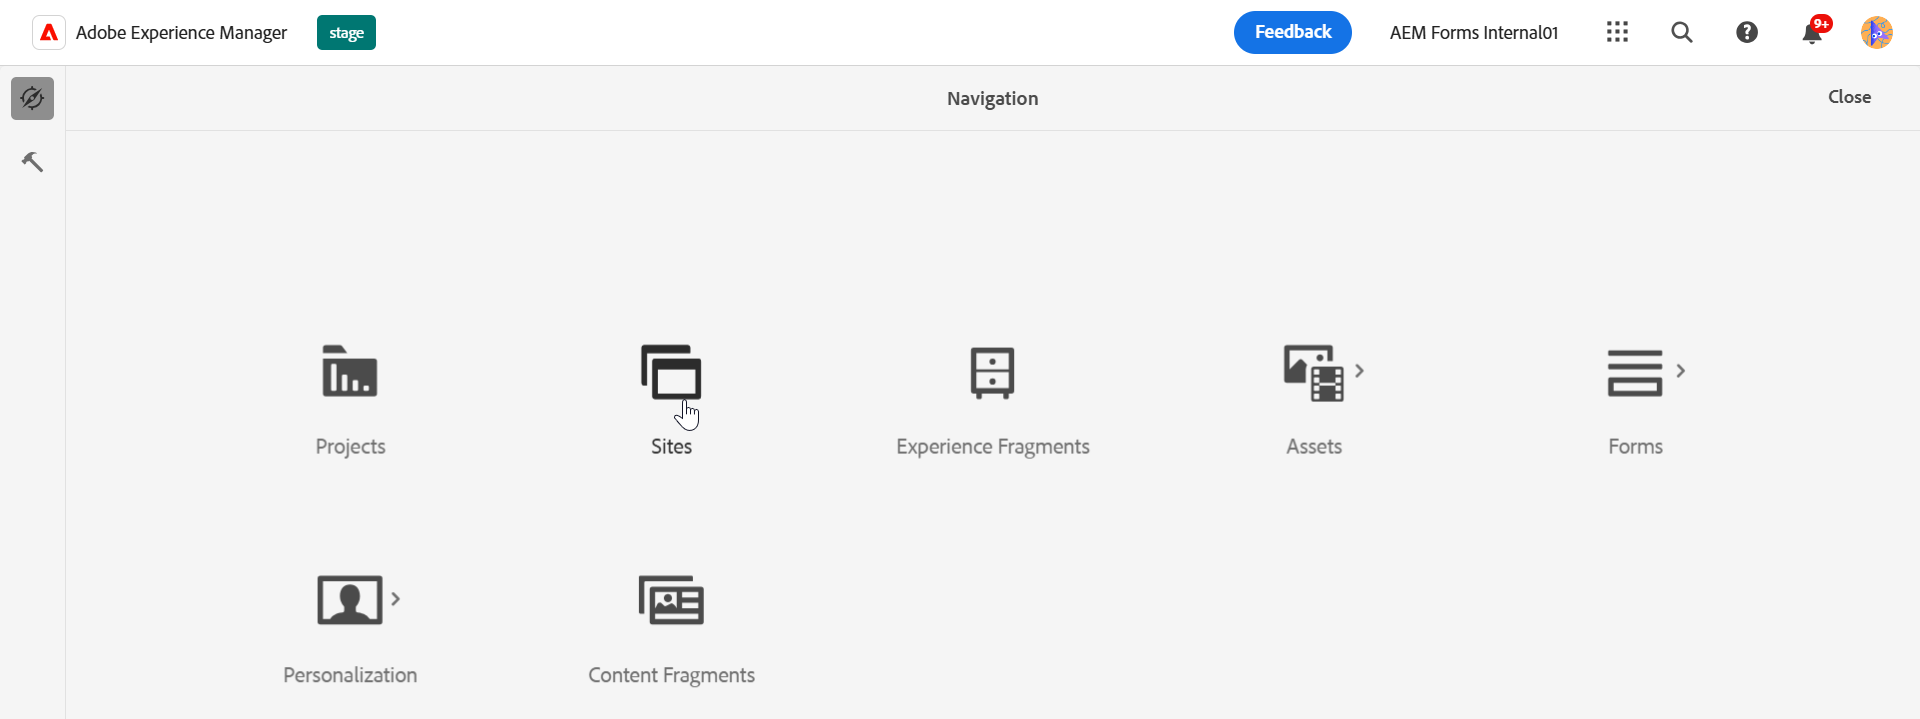 Adobe Experience Manager
stage
Feedback
AEM Forms Internal01
9+
Navigation
Close
Projects
Sites
Experience Fragments
Assets
Forms
Personalization
Content Fragments